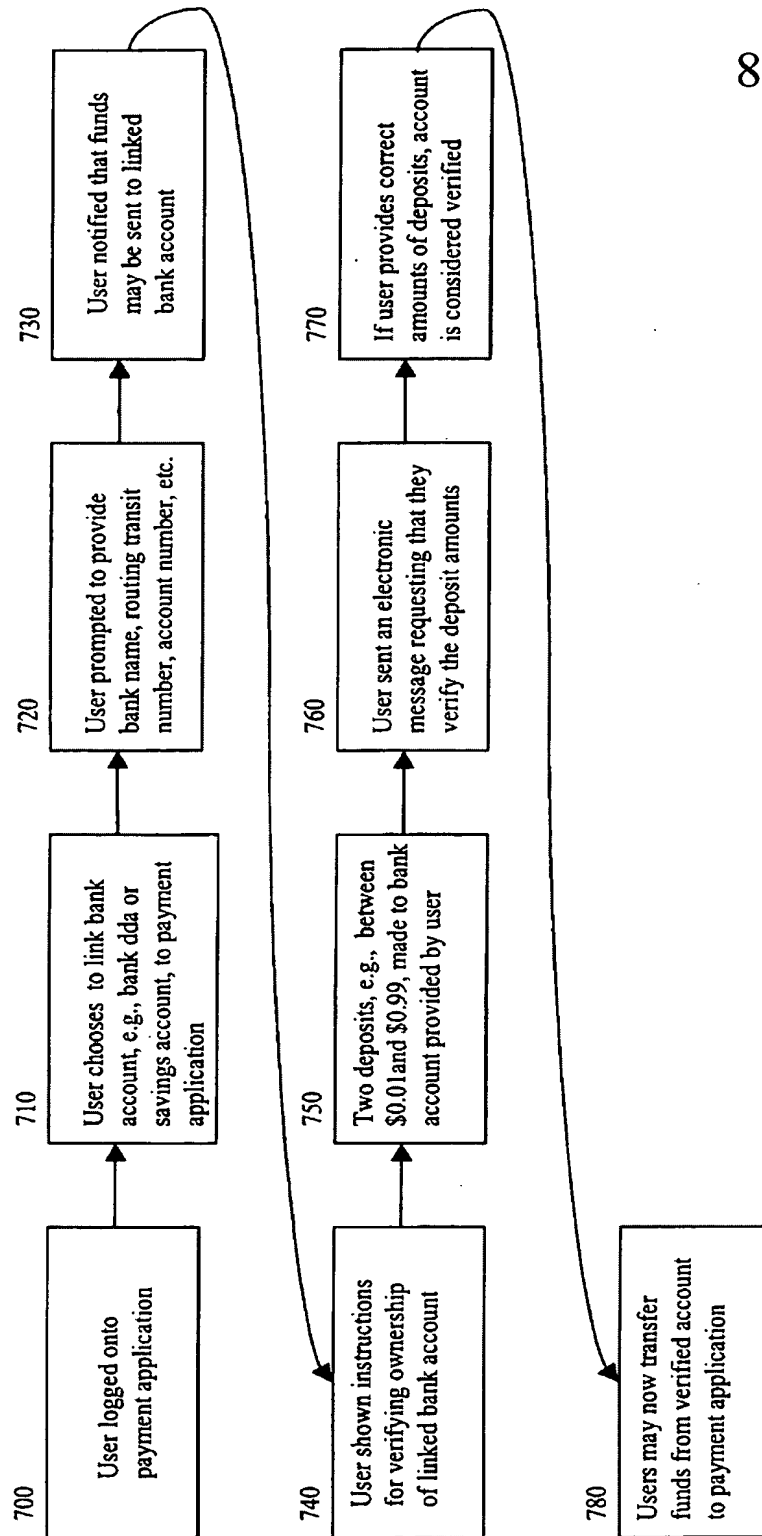 700
User logged onto
payment application
710
User chooses to link bank
account, e.g., bank dda or
savings account, to payment
application
720
User prompted to provide
bank name, routing transit
number, account number, etc.
730
User notified that funds
may be sent to linked
bank account
740
User shown instructions
for verifying ownership
of linked bank account
750
Two deposits, e.g., between
$0.01and $0.99, made to bank
account provided by user
760
User sent an electronic
message requesting that they
verify the deposit amounts
770
If user provides correct
amounts of deposits, account
is considered verified
780
Users may now transfer
funds from verified account
to payment application
8